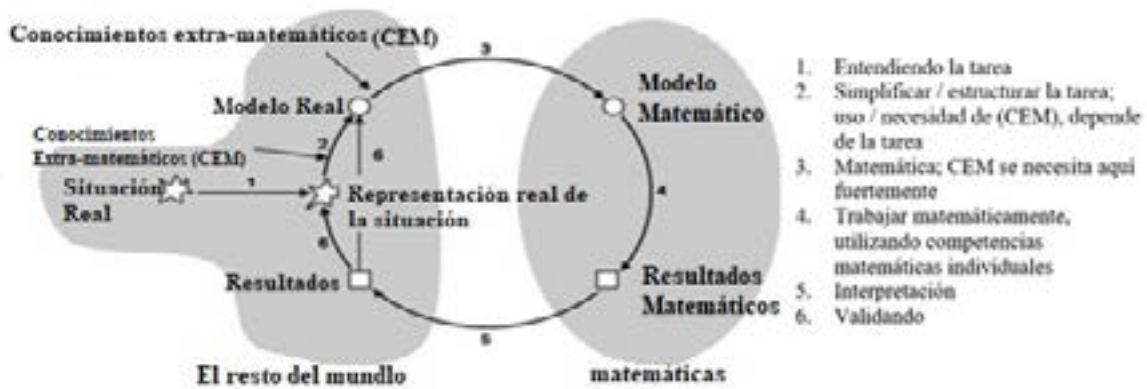 Conocimientos extra-matemáticos (CEM)
3
Modelo Real
Modelo
Matemático
Conocimientos
Extra-matemáticos (CEM)
2
6
Situación
Real
1
Representación real de
la situación
4
6
Resultados
Resultados
Matemáticos
5
El resto del mundlo
matemáticas
1. Entendiendo la tarea
2. Simplificar / estructurar la tarea;
uso / necesidad de (CEM), depende
de la tarea
3. Matemática; CEM se necesita aquí
fuertemente
4. Trabajar matemáticamente,
utilizando competencias
matemáticas individuales
5. Interpretación
6. Validando